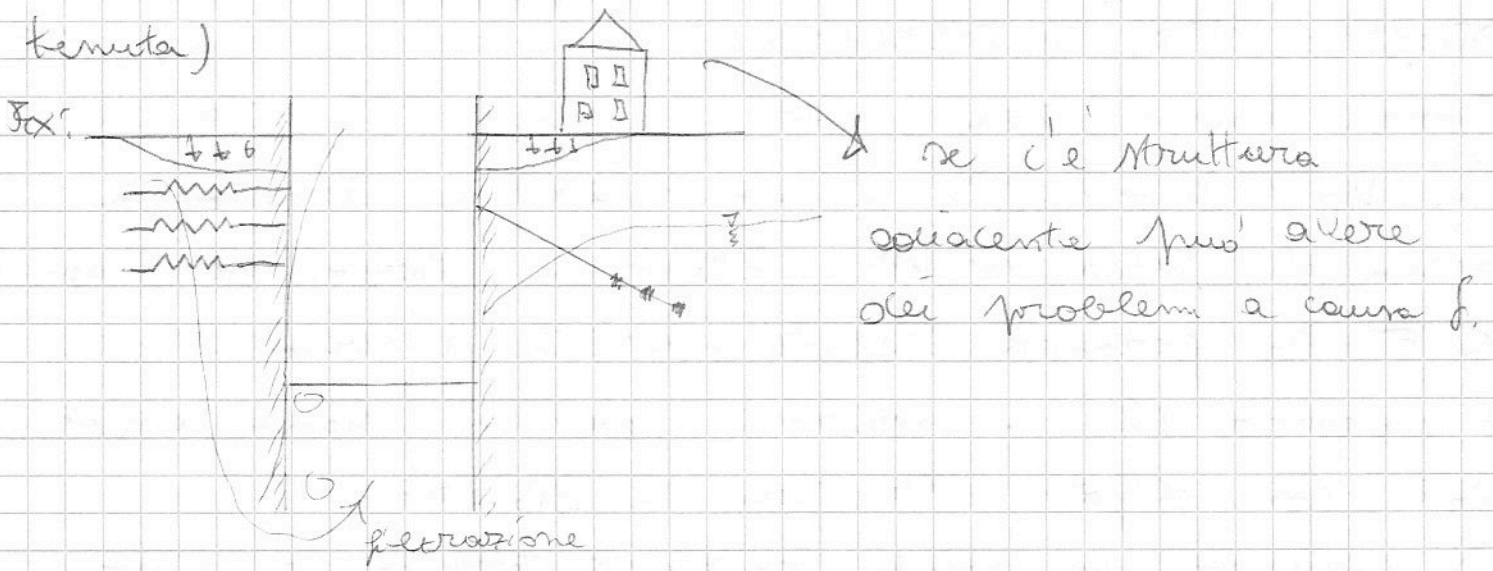 tenuta)
Ex:
se c'è struttura
adiacente può avere
dei problemi a causa f.
filtrazione